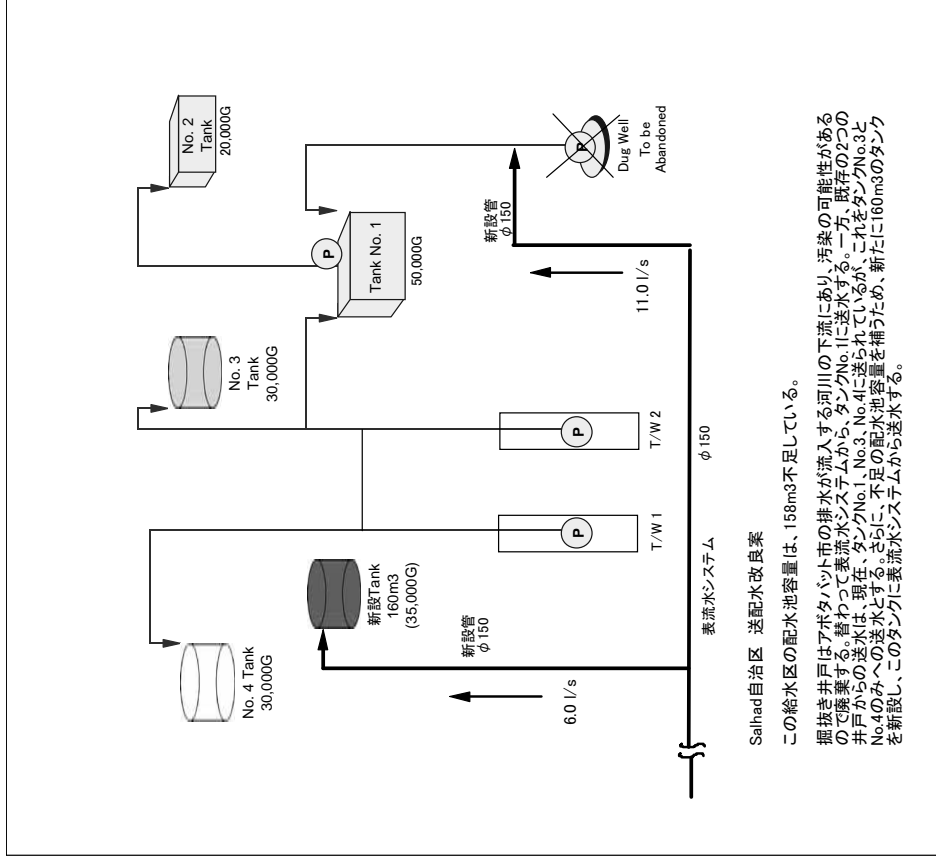 No. 2
Tank
20,000G
P
Tank No. 1
50,000G
P
Dug Well
To be
Abandoned
新設管
φ150
11.0 l/s
No. 3
Tank
30,000G
P
T/W 2
P
T/W 1
φ150
表流水システム
新設Tank
160m3
(35,000G)
新設管
φ150
No. 4 Tank
30,000G
6.0 l/s
Salhad自治区 送配水改良案
この給水区の配水池容量は、158m3不足している。
掘抜き井戸はアボタバット市の排水が流入する河川の下流にあり、汚染の可能性がある
ので廃棄する。替わって表流水システムから、タンクNo.1に送水する。一方、既存の2つの
井戸からの送水は、現在、タンクNo.1、No.3、No.4に送られているが、これをタンクNo.3と
No.4のみへの送水とする。さらに、不足の配水池容量を補うため、新たに160m3のタンク
を新設し、このタンクに表流水システムから送水する。